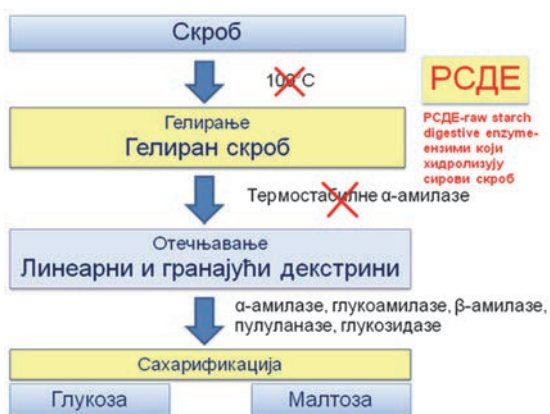 Скроб
100°C
РСДЕ
РСДЕ-raw starch
digestive enzyme-
ензими који
хидролизују
сирови скроб
Гелирање
Гелиран скроб
Термостабилне α-амилазе
Отечњавање
Линеарни и гранајући декстрини
α-амилазе, глукоамилазе, β-амилазе,
пулуланазе, глукозидазе
Сахарификација
Глукоза
Малтоза